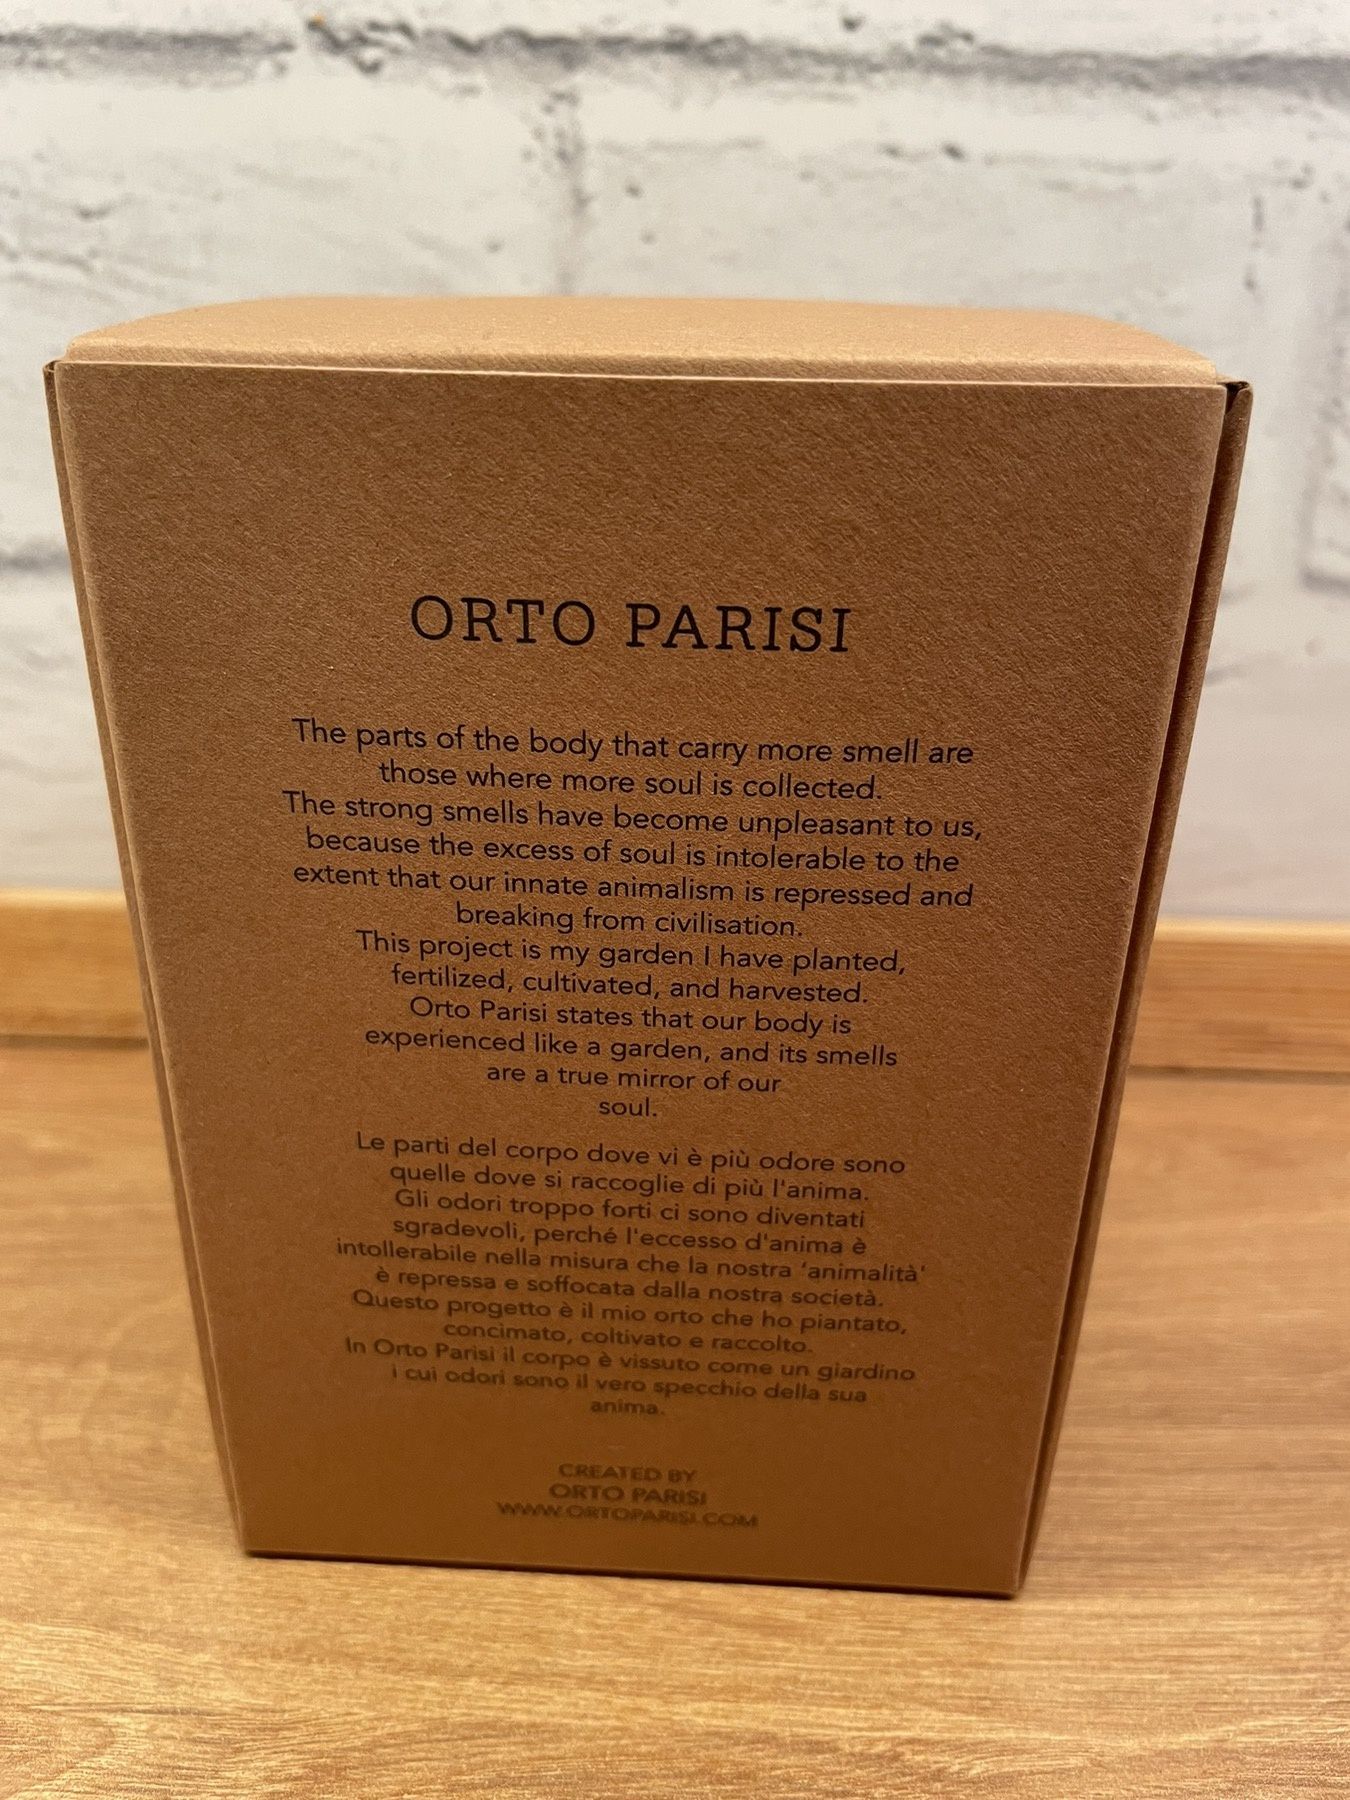 ORTO PARISI
The parts of the body that carry more smell are
those where more soul is collected.
The strong smells have become unpleasant to us,
because the excess of soul is intolerable to the
extent that our innate animalism is repressed and
breaking from civilisation.
This project is my garden I have planted,
fertilized, cultivated, and harvested.
Orto Parisi states that our body is
experienced like a garden, and its smells
are a true mirror of our
soul.
Le parti del corpo dove vi è più odore sono
quelle dove si raccoglie di più l'anima.
Gli odori troppo forti ci sono diventati
sgradevoli, perché l'eccesso d'anima è
intollerabile nella misura che la nostra ‘animalità'
è repressa e soffocata dalla nostra società.
Questo progetto è il mio orto che ho piantato,
concimato, coltivato e raccolto.
In Orto Parisi il corpo è vissuto come un giardino
i cui odori sono il vero specchio della sua
anima.
CREATED BY
ORTO PARISI
WWW.ORTOPARISI.COM